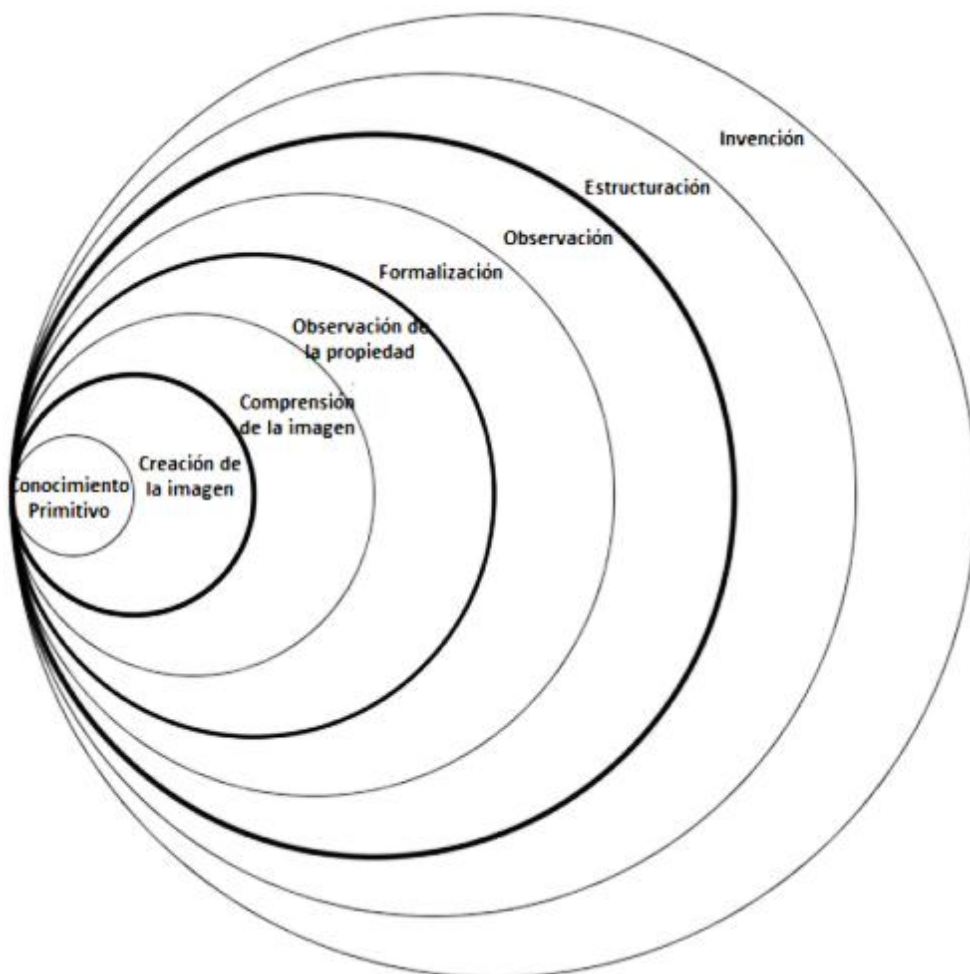 Invención
Estructuración
Observación
Formalización
Observación de
la propiedad
Comprensión
de la imagen
Creación de
la imagen
Conocimiento
Primitivo